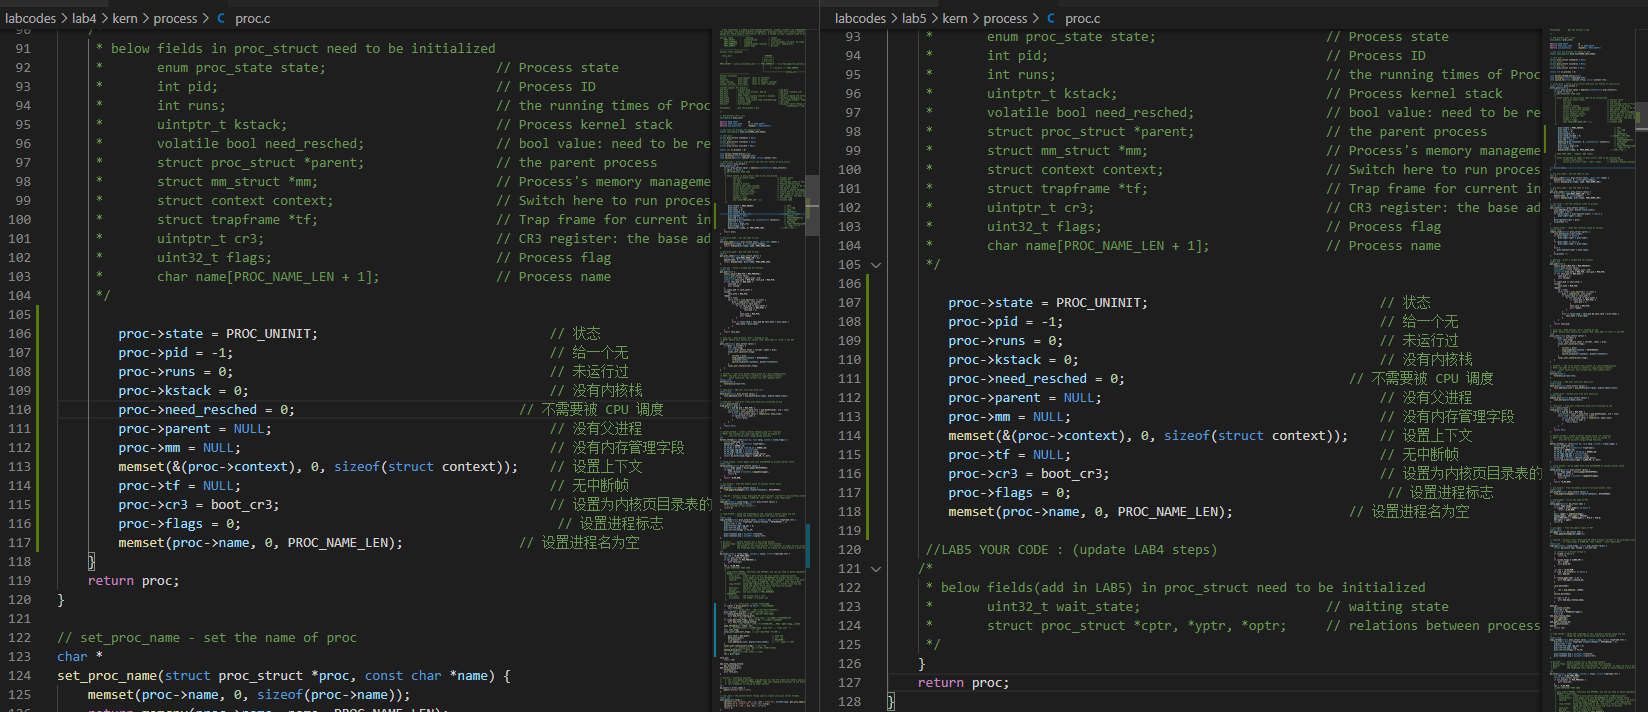 labcodes > lab4 > kern > process > C proc.c
91 * below fields in proc_struct need to be initialized
92 * enum proc_state state; // Process state
93 * int pid; // Process ID
94 * int runs; // the running times of Proc
95 * uintptr_t kstack; // Process kernel stack
96 * volatile bool need_resched; // bool value: need to be re
97 * struct proc_struct *parent; // the parent process
98 * struct mm_struct *mm; // Process's memory manageme
99 * struct context context; // Switch here to run proces
100 * struct trapframe *tf; // Trap frame for current in
101 * uintptr_t cr3; // CR3 register: the base ad
102 * uint32_t flags; // Process flag
103 * char name[PROC_NAME_LEN + 1]; // Process name
104 */
105
106 proc->state = PROC_UNINIT; // 状态
107 proc->pid = -1; // 给一个无
108 proc->runs = 0; // 未运行过
109 proc->kstack = 0; // 没有内核栈
110 proc->need_resched = 0; // 不需要被 CPU 调度
111 proc->parent = NULL; // 没有父进程
112 proc->mm = NULL; // 没有内存管理字段
113 memset(&(proc->context), 0, sizeof(struct context)); // 设置上下文
114 proc->tf = NULL; // 无中断帧
115 proc->cr3 = boot_cr3; // 设置为内核页目录表的
116 proc->flags = 0; // 设置进程标志
117 memset(proc->name, 0, PROC_NAME_LEN); // 设置进程名为空
118 }
119 return proc;
120 }
121
122 // set_proc_name - set the name of proc
123 char *
124 set_proc_name(struct proc_struct *proc, const char *name) {
125 memset(proc->name, 0, sizeof(proc->name));
labcodes > lab5 > kern > process > C proc.c
93 * enum proc_state state; // Process state
94 * int pid; // Process ID
95 * int runs; // the running times of Proc
96 * uintptr_t kstack; // Process kernel stack
97 * volatile bool need_resched; // bool value: need to be re
98 * struct proc_struct *parent; // the parent process
99 * struct mm_struct *mm; // Process's memory manageme
100 * struct context context; // Switch here to run proces
101 * struct trapframe *tf; // Trap frame for current in
102 * uintptr_t cr3; // CR3 register: the base ad
103 * uint32_t flags; // Process flag
104 * char name[PROC_NAME_LEN + 1]; // Process name
105 */
106
107 proc->state = PROC_UNINIT; // 状态
108 proc->pid = -1; // 给一个无
109 proc->runs = 0; // 未运行过
110 proc->kstack = 0; // 没有内核栈
111 proc->need_resched = 0; // 不需要被 CPU 调度
112 proc->parent = NULL; // 没有父进程
113 proc->mm = NULL; // 没有内存管理字段
114 memset(&(proc->context), 0, sizeof(struct context)); // 设置上下文
115 proc->tf = NULL; // 无中断帧
116 proc->cr3 = boot_cr3; // 设置为内核页目录表的
117 proc->flags = 0; // 设置进程标志
118 memset(proc->name, 0, PROC_NAME_LEN); // 设置进程名为空
119
120 //LAB5 YOUR CODE : (update LAB4 steps)
121 /*
122 * below fields(add in LAB5) in proc_struct need to be initialized
123 * uint32_t wait_state; // waiting state
124 * struct proc_struct *cptr, *yptr, *optr; // relations between process
125 */
126 }
127 return proc;
128 }